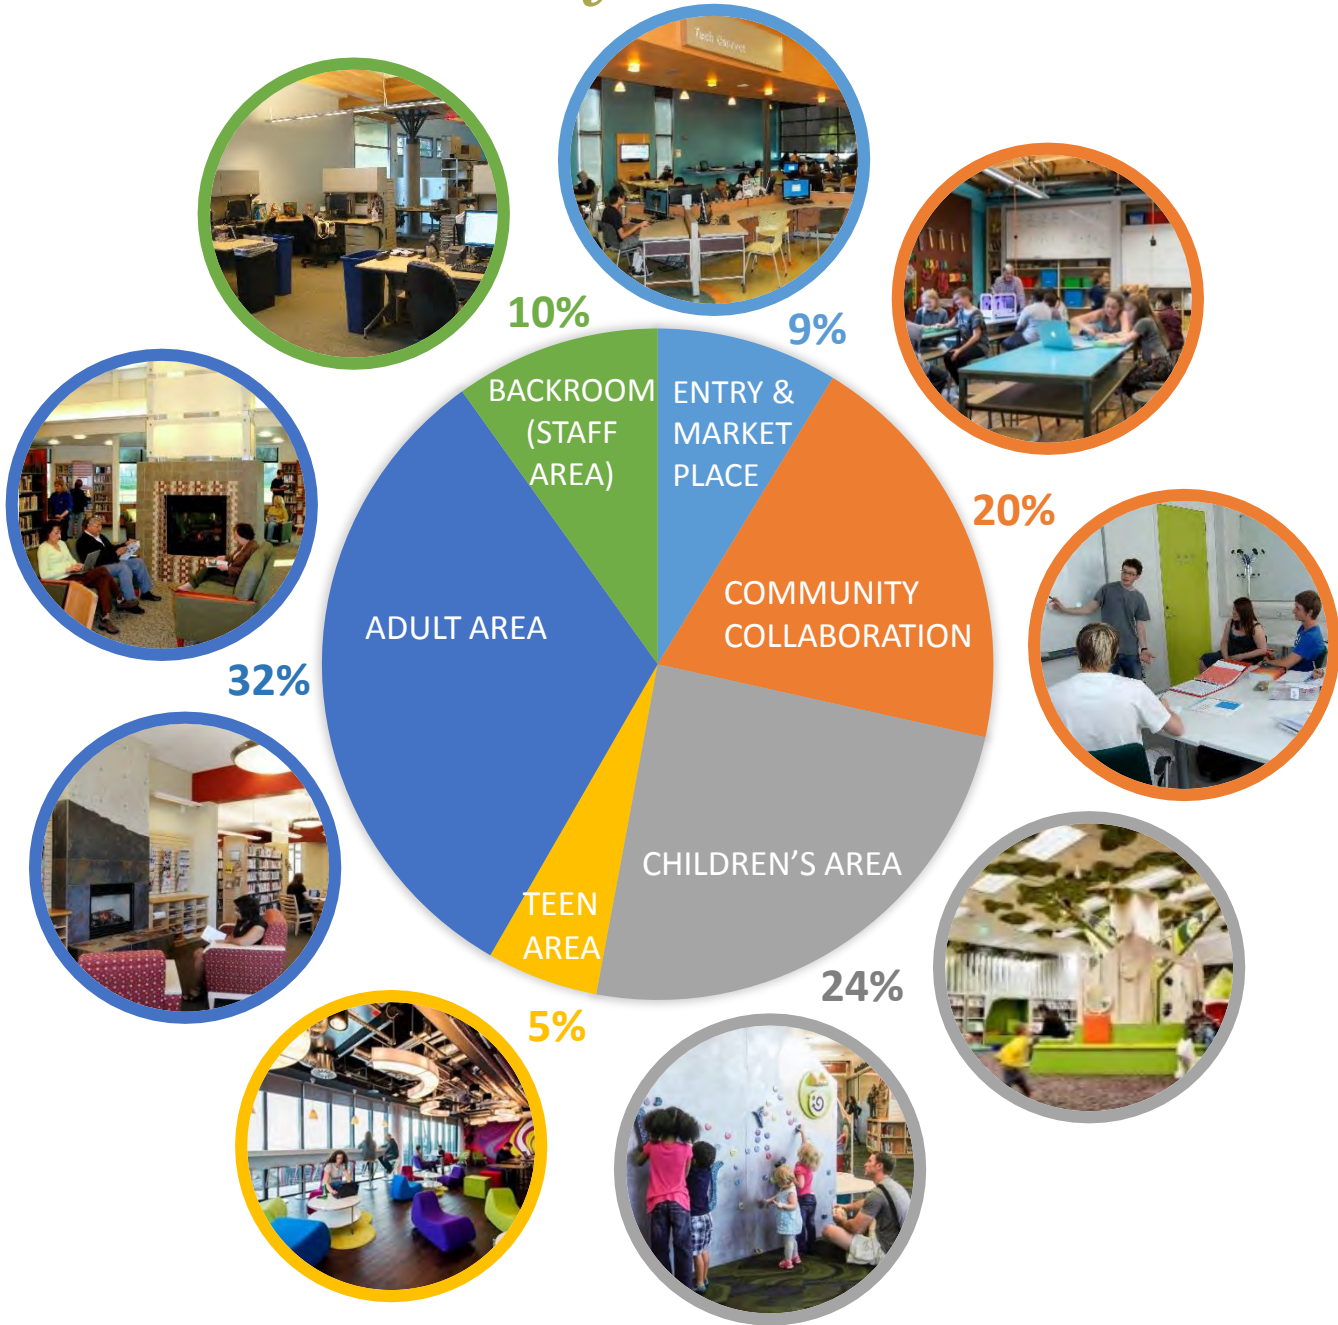 10%
9%
BACKROOM
(STAFF
AREA)
ENTRY &
MARKET
PLACE
20%
COMMUNITY
COLLABORATION
ADULT AREA
32%
CHILDREN'S AREA
TEEN
AREA
24%
5%